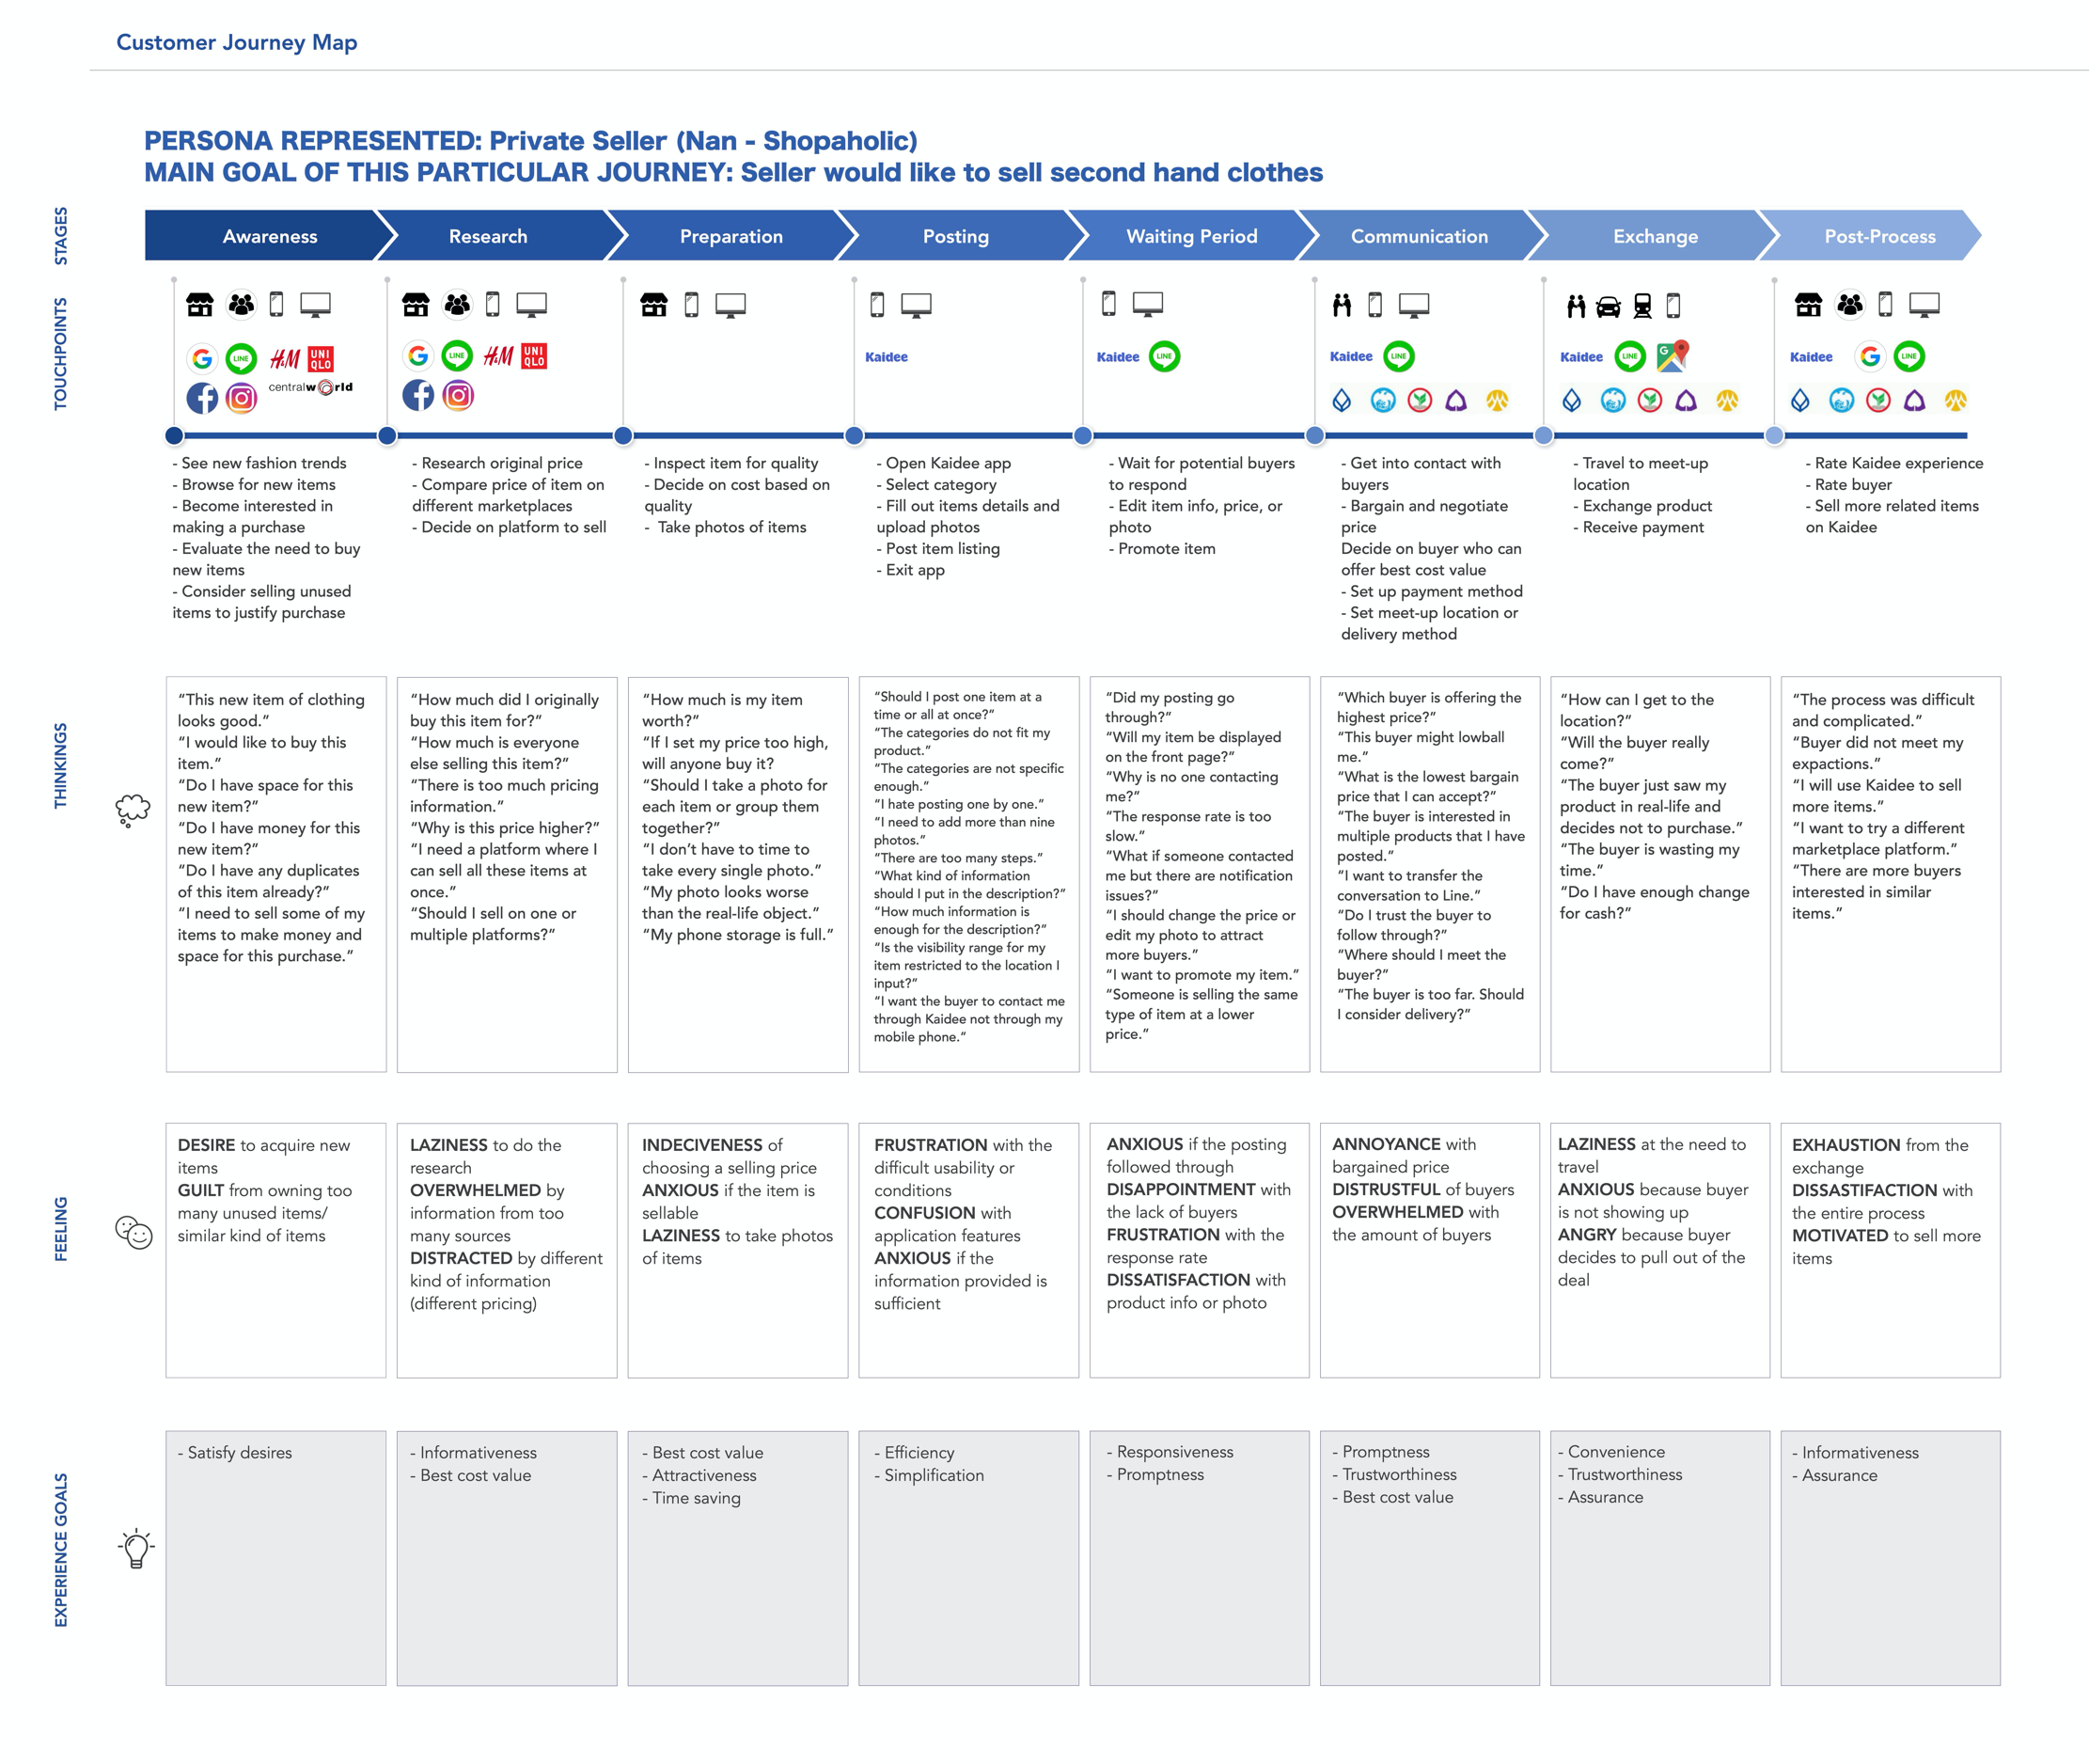 Customer Journey Map
PERSONA REPRESENTED: Private Seller (Nan - Shopaholic)
MAIN GOAL OF THIS PARTICULAR JOURNEY: Seller would like to sell second hand clothes
STAGES
Awareness
Research
Preparation
Posting
Waiting Period
Communication
Exchange
Post-Process
TOUCHPOINTS
G
LINE
H&M
UNI
QLO
centralworld
G
LINE
H&M
UNI
QLO
Kaidee
Kaidee
LINE
Kaidee
LINE
Kaidee
LINE
G
Kaidee
G
LINE
- See new fashion trends
- Browse for new items
- Become interested in
making a purchase
- Evaluate the need to buy
new items
- Consider selling unused
items to justify purchase
- Research original price
- Compare price of item on
different marketplaces
- Decide on platform to sell
- Inspect item for quality
- Decide on cost based on
quality
- Take photos of items
- Open Kaidee app
- Select category
- Fill out items details and
upload photos
- Post item listing
- Exit app
- Wait for potential buyers
to respond
- Edit item info, price, or
photo
- Promote item
- Get into contact with
buyers
- Bargain and negotiate
price
Decide on buyer who can
offer best cost value
- Set up payment method
- Set meet-up location or
delivery method
- Travel to meet-up
location
- Exchange product
- Receive payment
- Rate Kaidee experience
- Rate buyer
- Sell more related items
on Kaidee
THINKINGS
“This new item of clothing
looks good.”
“I would like to buy this
item.”
“Do I have space for this
new item?”
“Do I have money for this
new item?”
“Do I have any duplicates
of this item already?”
“I need to sell some of my
items to make money and
space for this purchase.”
“How much did I originally
buy this item for?”
“How much is everyone
else selling this item?”
“There is too much pricing
information.”
“Why is this price higher?”
“I need a platform where I
can sell all these items at
once.”
“Should I sell on one or
multiple platforms?”
“How much is my item
worth?”
“If I set my price too high,
will anyone buy it?
“Should I take a photo for
each item or group them
together?”
“I don’t have to time to
take every single photo.”
“My photo looks worse
than the real-life object.”
“My phone storage is full.”
“Should I post one item at a
time or all at once?”
“The categories do not fit my
product.”
“The categories are not specific
enough.”
“I hate posting one by one.”
“I need to add more than nine
photos.”
“There are too many steps.”
“What kind of information
should I put in the description?”
“How much information is
enough for the description?”
“Is the visibility range for my
item restricted to the location I
input?”
“I want the buyer to contact me
through Kaidee not through my
mobile phone.”
“Did my posting go
through?”
“Will my item be displayed
on the front page?”
“Why is no one contacting
me?”
“The response rate is too
slow.”
“What if someone contacted
me but there are notification
issues?”
“I should change the price or
edit my photo to attract
more buyers.”
“I want to promote my item.”
“Someone is selling the same
type of item at a lower
price.”
“Which buyer is offering the
highest price?”
“This buyer might lowball
me.”
“What is the lowest bargain
price that I can accept?”
“The buyer is interested in
multiple products that I have
posted.”
“I want to transfer the
conversation to Line.”
“Do I trust the buyer to
follow through?”
“Where should I meet the
buyer?”
“The buyer is too far. Should
I consider delivery?”
“How can I get to the
location?”
“Will the buyer really
come?”
“The buyer just saw my
product in real-life and
decides not to purchase.”
“The buyer is wasting my
time.”
“Do I have enough change
for cash?”
“The process was difficult
and complicated.”
“Buyer did not meet my
expactions.”
“I will use Kaidee to sell
more items.”
“I want to try a different
marketplace platform.”
“There are more buyers
interested in similar
items.”
FEELING
DESIRE to acquire new
items
GUILT from owning too
many unused items/
similar kind of items
LAZINESS to do the
research
OVERWHELMED by
information from too
many sources
DISTRACTED by different
kind of information
(different pricing)
INDECIVENESS of
choosing a selling price
ANXIOUS if the item is
sellable
LAZINESS to take photos
of items
FRUSTRATION with the
difficult usability or
conditions
CONFUSION with
application features
ANXIOUS if the
information provided is
sufficient
ANXIOUS if the posting
followed through
DISAPPOINTMENT with
the lack of buyers
FRUSTRATION with the
response rate
DISSATISFACTION with
product info or photo
ANNOYANCE with
bargained price
DISTRUSTFUL of buyers
OVERWHELMED with
the amount of buyers
LAZINESS at the need to
travel
ANXIOUS because buyer
is not showing up
ANGRY because buyer
decides to pull out of the
deal
EXHAUSTION from the
exchange
DISSASTIFACTION with
the entire process
MOTIVATED to sell more
items
EXPERIENCE GOALS
- Satisfy desires
- Informativeness
- Best cost value
- Best cost value
- Attractiveness
- Time saving
- Efficiency
- Simplification
- Responsiveness
- Promptness
- Promptness
- Trustworthiness
- Best cost value
- Convenience
- Trustworthiness
- Assurance
- Informativeness
- Assurance